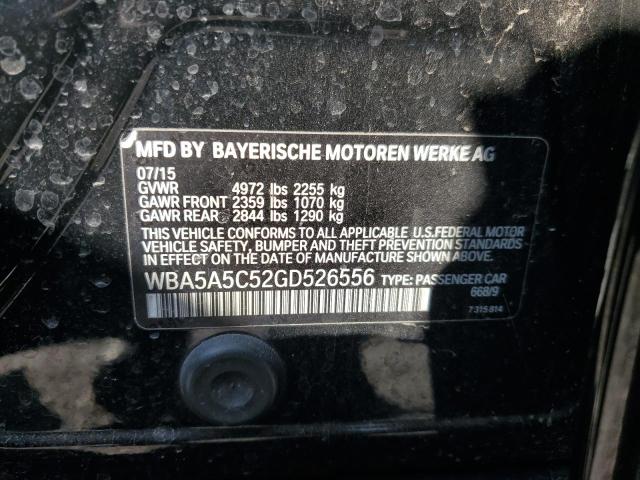 MFD BY BAYERISCHE MOTOREN WERKE AG
07/15
GVWR 4972 lbs 2255 kg
GAWR FRONT 2359 lbs 1070 kg
GAWR REAR 2844 lbs 1290 kg
THIS VEHICLE CONFORMS TO ALL APPLICABLE U.S.FEDERAL MOTOR
VEHICLE SAFETY, BUMPER AND THEFT PREVENTION STANDARDS
IN EFFECT ON THE DATE OF MANUFACTURE SHOWN ABOVE.
WBA5A5C52GD526556 TYPE: PASSENGER CAR
668/9
7 315 814